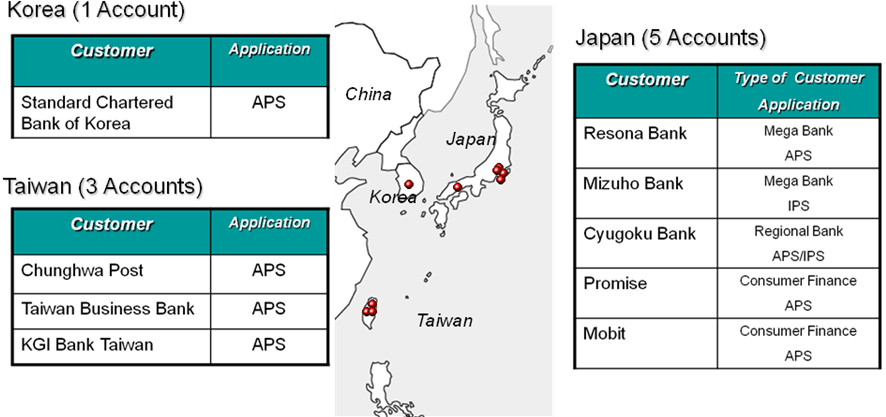 Korea (1 Account)
Customer Application
Standard Chartered
Bank of Korea APS
Taiwan (3 Accounts)
Customer Application
Chunghwa Post APS
Taiwan Business Bank APS
KGI Bank Taiwan APS
China
Japan
Korea
Taiwan
Japan (5 Accounts)
Customer Type of Customer
Application
Resona Bank Mega Bank
APS
Mizuho Bank Mega Bank
IPS
Cyugoku Bank Regional Bank
APS/IPS
Promise Consumer Finance
APS
Mobit Consumer Finance
APS